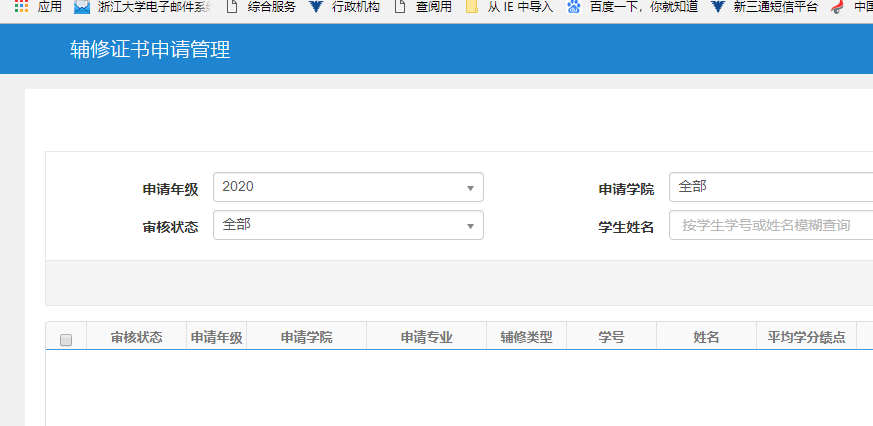 应用 浙江大学电子邮件系统 综合服务 行政机构 查阅用 从 IE 中导入 百度一下，你就知道 新三通短信平台 中国
辅修证书申请管理
申请年级 2020 申请学院 全部
审核状态 全部 学生姓名 按学生学号或姓名模糊查询
审核状态 申请年级 申请学院 申请专业 辅修类型 学号 姓名 平均学分绩点